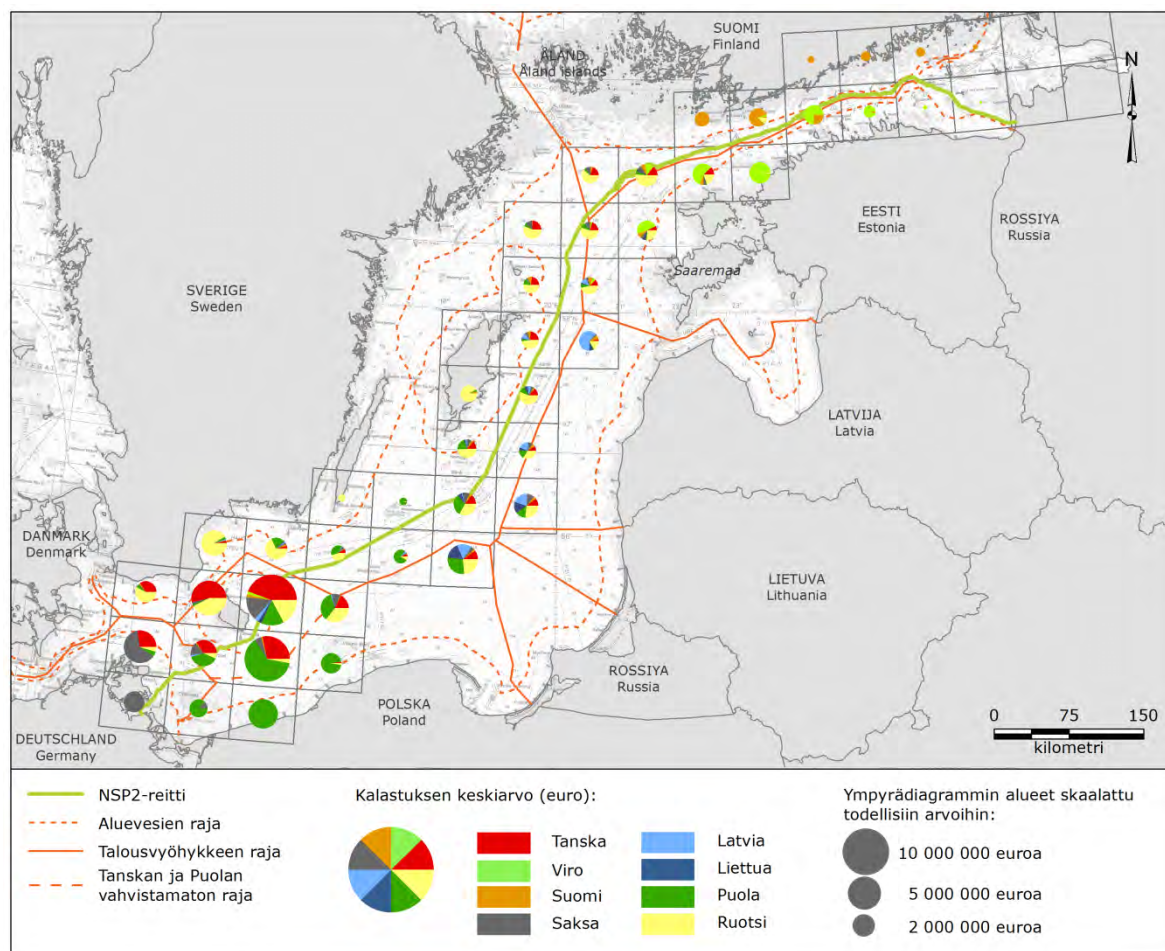 SUOMI
Finland
ÅLAND
Åland islands
N
EESTI
Estonia
ROSSIYA
Russia
SVERIGE
Sweden
Saaremaa
LATVIJA
Latvia
DANMARK
Denmark
LIETUVA
Lithuania
ROSSIYA
Russia
POLSKA
Poland
DEUTSCHLAND
Germany
0 75 150
kilometri
NSP2-reitti
Aluevesien raja
Talousvyöhykkeen raja
Tanskan ja Puolan
vahvistamaton raja
Kalastuksen keskiarvo (euro):
Tanska
Viro
Suomi
Saksa
Latvia
Liettua
Puola
Ruotsi
Ympyrädiagrammin alueet skaalattu
todellisiin arvoihin:
10 000 000 euroa
5 000 000 euroa
2 000 000 euroa